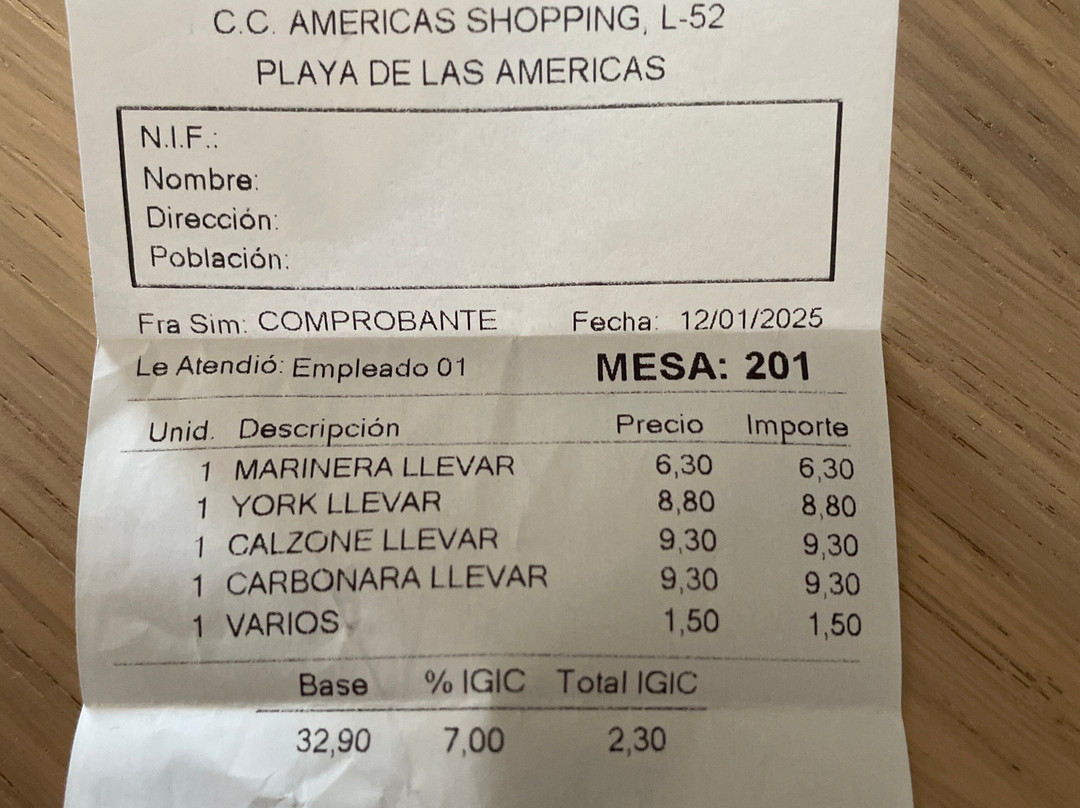 C.C. AMERICAS SHOPPING, L-52
PLAYA DE LAS AMERICAS
N.I.F.:
Nombre:
Dirección:
Población:
Fra Sim: COMPROBANTE Fecha: 12/01/2025
Le Atendió: Empleado 01 MESA: 201
Unid. Descripción Precio Importe
1 MARINERA LLEVAR 6,30 6,30
1 YORK LLEVAR 8,80 8,80
1 CALZONE LLEVAR 9,30 9,30
1 CARBONARA LLEVAR 9,30 9,30
1 VARIOS 1,50 1,50
Base % IGIC Total IGIC
32,90 7,00 2,30